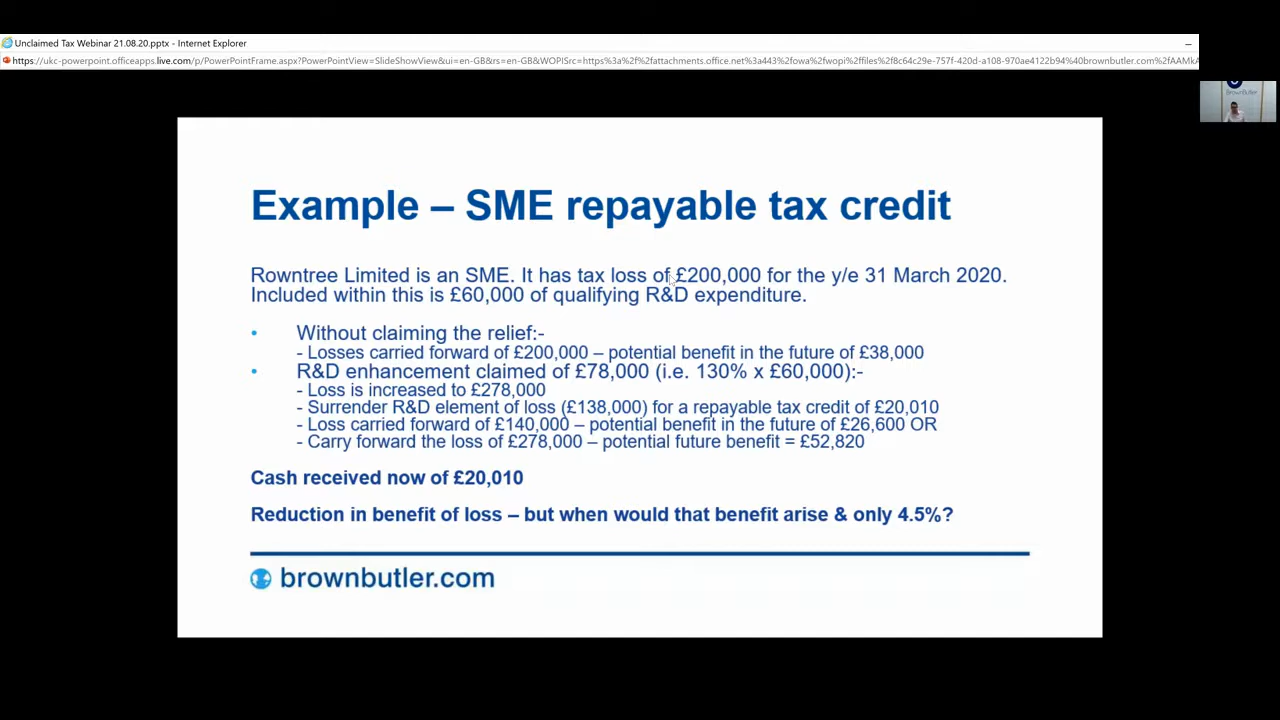 Unclaimed Tax Webinar 21.08.20.pptx - Internet Explorer
https://ukc-powerpoint.officeapps.live.com/p/PowerPointFrame.aspx?PowerPointView=SlideShowView&ui=en-GB&rs=en-GB&WOPISrc=https%3a%2f%2fattachments.office.net%3a443%2fowa%2fwopi%2ffiles%2f8c64c29e-757f-420d-a108-970ae4122b94%40brownbutler.com%2fAAMkA
BrownButler
Example – SME repayable tax credit
Rowntree Limited is an SME. It has tax loss of £200,000 for the y/e 31 March 2020.
Included within this is £60,000 of qualifying R&D expenditure.
• Without claiming the relief:-
- Losses carried forward of £200,000 – potential benefit in the future of £38,000
• R&D enhancement claimed of £78,000 (i.e. 130% x £60,000):-
- Loss is increased to £278,000
- Surrender R&D element of loss (£138,000) for a repayable tax credit of £20,010
- Loss carried forward of £140,000 – potential benefit in the future of £26,600 OR
- Carry forward the loss of £278,000 – potential future benefit = £52,820
Cash received now of £20,010
Reduction in benefit of loss – but when would that benefit arise & only 4.5%?
brownbutler.com